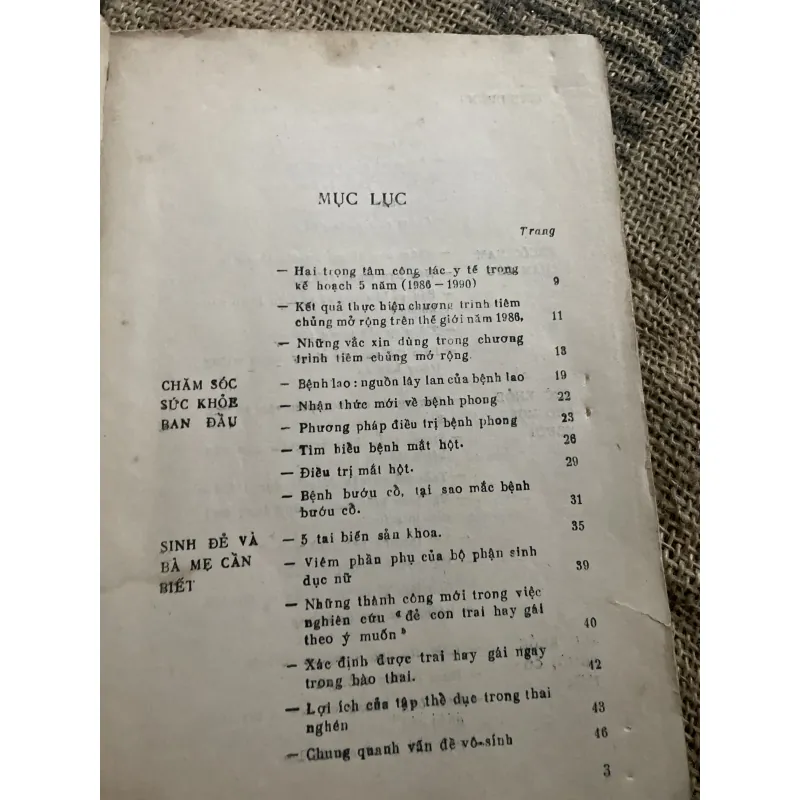 MỤC LỤC
Trang
— Hai trọng tâm công tác y tế trong
kế hoạch 5 năm (1986 — 1990) 9
— Kết quả thực hiện chương trình tiêm
chủng mở rộng trên thế giới năm 1986, 11
— Những vắc xin dùng trong chương
trình tiêm chủng mở rộng. 13
CHĂM SÓC — Bệnh lao : nguồn lây lan của bệnh lao 19
SỨC KHỎE — Nhận thức mới về bệnh phong 22
BAN ĐẦU — Phương pháp điều trị bệnh phong 23
— Tìm hiểu bệnh mắt hột. 26
— Điều trị mắt hột. 29
— Bệnh bướu cổ, tại sao mắc bệnh
bướu cổ. 31
SINH ĐẺ VÀ — 5 tai biến sản khoa. 35
BÀ MẸ CẦN — Viêm phần phụ của bộ phận sinh
BIẾT dục nữ 39
— Những thành công mới trong việc
nghiên cứu "đẻ con trai hay gái
theo ý muốn" 40
— Xác định được trai hay gái ngay
trong bào thai. 42
— Lợi ích của tập thể dục trong thai
nghén 43
— Chung quanh vấn đề vô-sinh 46
3